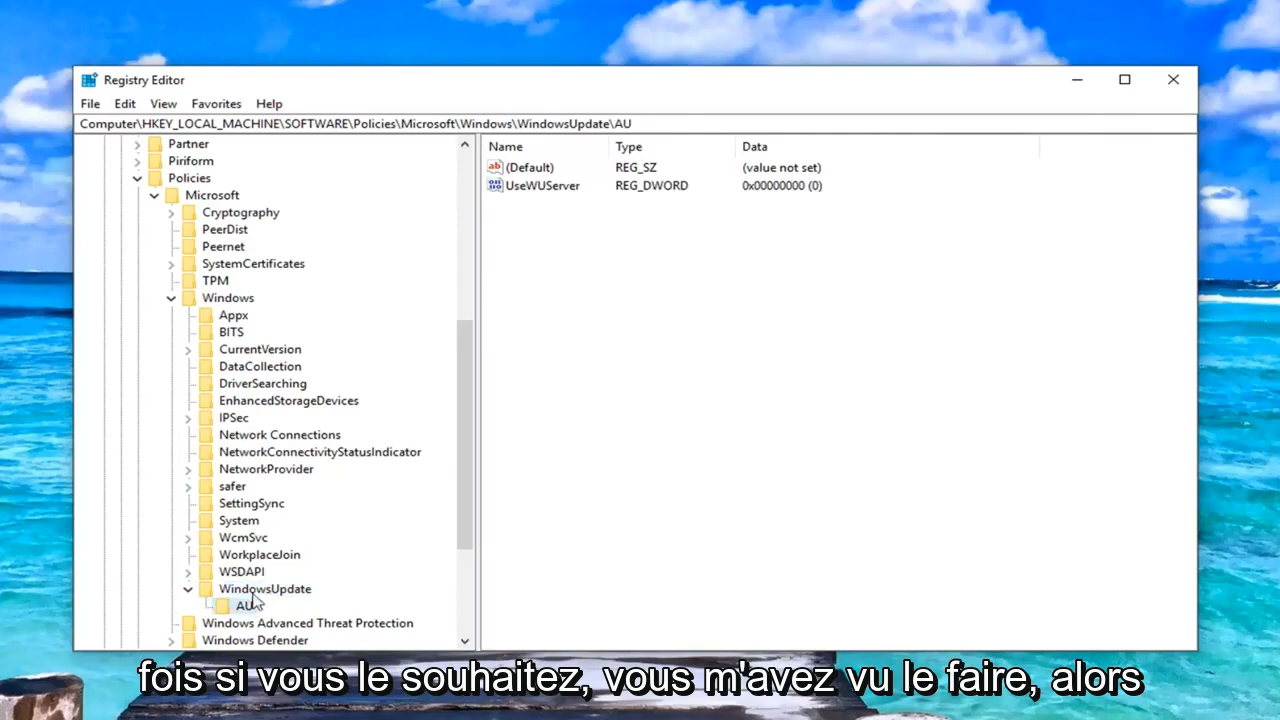 Registry Editor
File Edit View Favorites Help
Computer\HKEY_LOCAL_MACHINE\SOFTWARE\Policies\Microsoft\Windows\WindowsUpdate\AU
Partner
Piriform
Policies
Microsoft
Cryptography
PeerDist
Peernet
SystemCertificates
TPM
Windows
Appx
BITS
CurrentVersion
DataCollection
DriverSearching
EnhancedStorageDevices
IPSec
Network Connections
NetworkConnectivityStatusIndicator
NetworkProvider
safer
SettingSync
System
WcmSvc
WorkplaceJoin
WSDAPI
WindowsUpdate
AU
Windows Advanced Threat Protection
Windows Defender
Name Type Data
(Default) REG_SZ (value not set)
UseWUServer REG_DWORD 0x00000000 (0)
fois si vous le souhaitez, vous m'avez vu le faire, alors